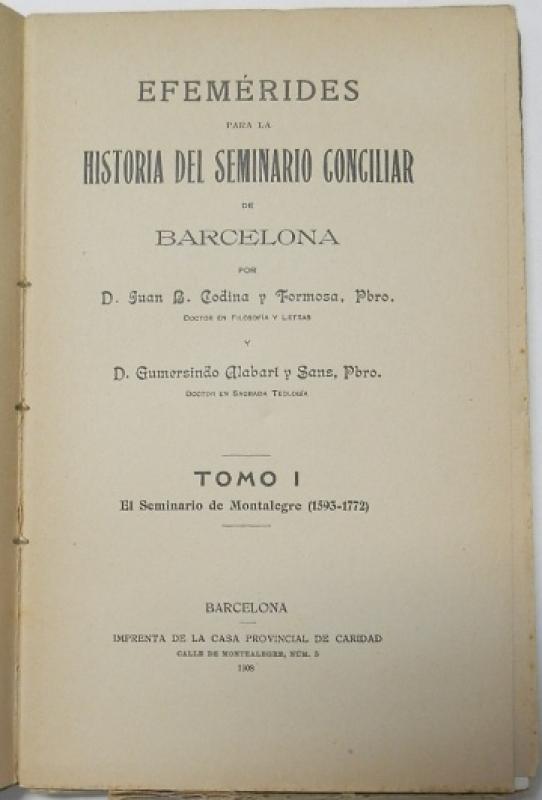 EFEMÉRIDES
PARA LA
HISTORIA DEL SEMINARIO CONCILIAR
DE
BARCELONA
POR
D. Juan B. Codina y Formosa, Pbro.
DOCTOR EN FILOSOFÍA Y LETRAS
Y
D. Gumersindo Alabart y Sans, Pbro.
DOCTOR EN SAGRADA TEOLOGÍA
TOMO I
El Seminario de Montalegre (1593-1772)
BARCELONA
IMPRENTA DE LA CASA PROVINCIAL DE CARIDAD
CALLE DE MONTEALEGRE, NÚM. 5
1908